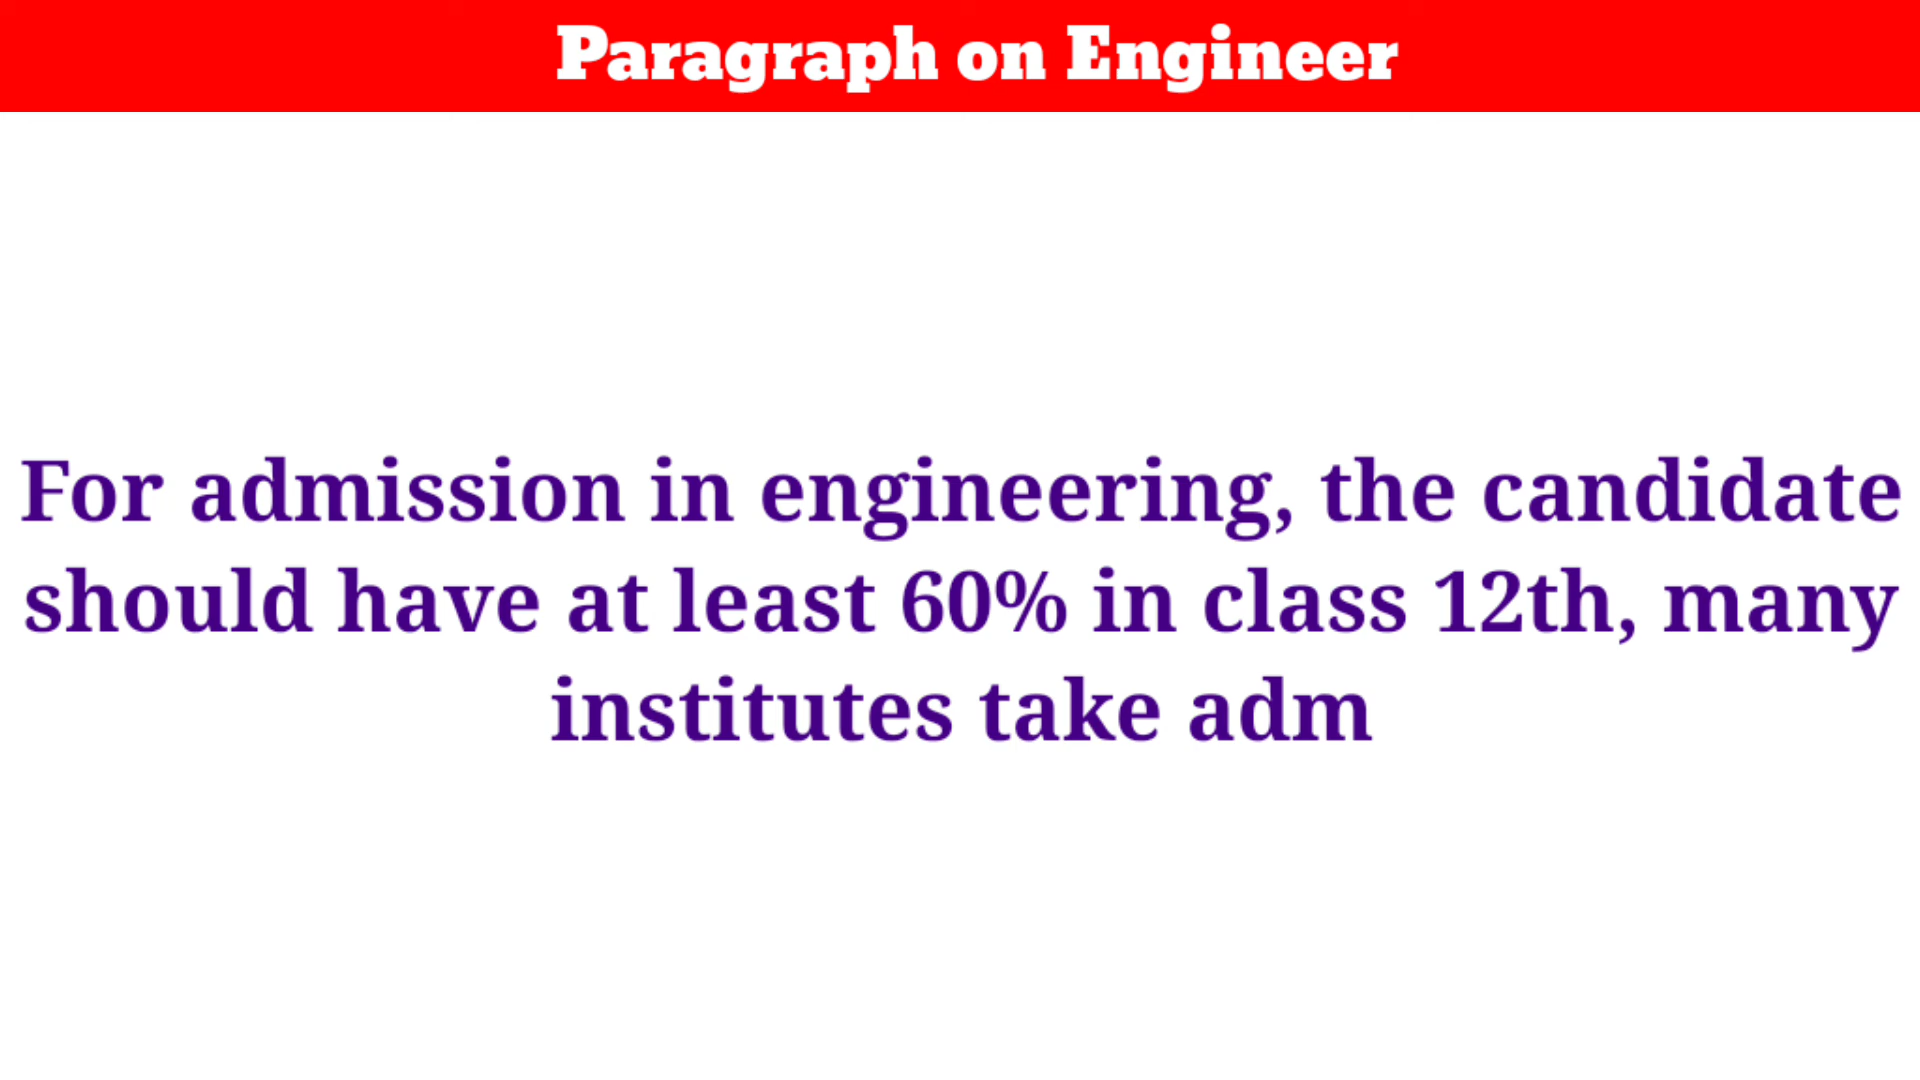 Paragraph on Engineer
For admission in engineering, the candidate
should have at least 60% in class 12th, many
institutes take adm